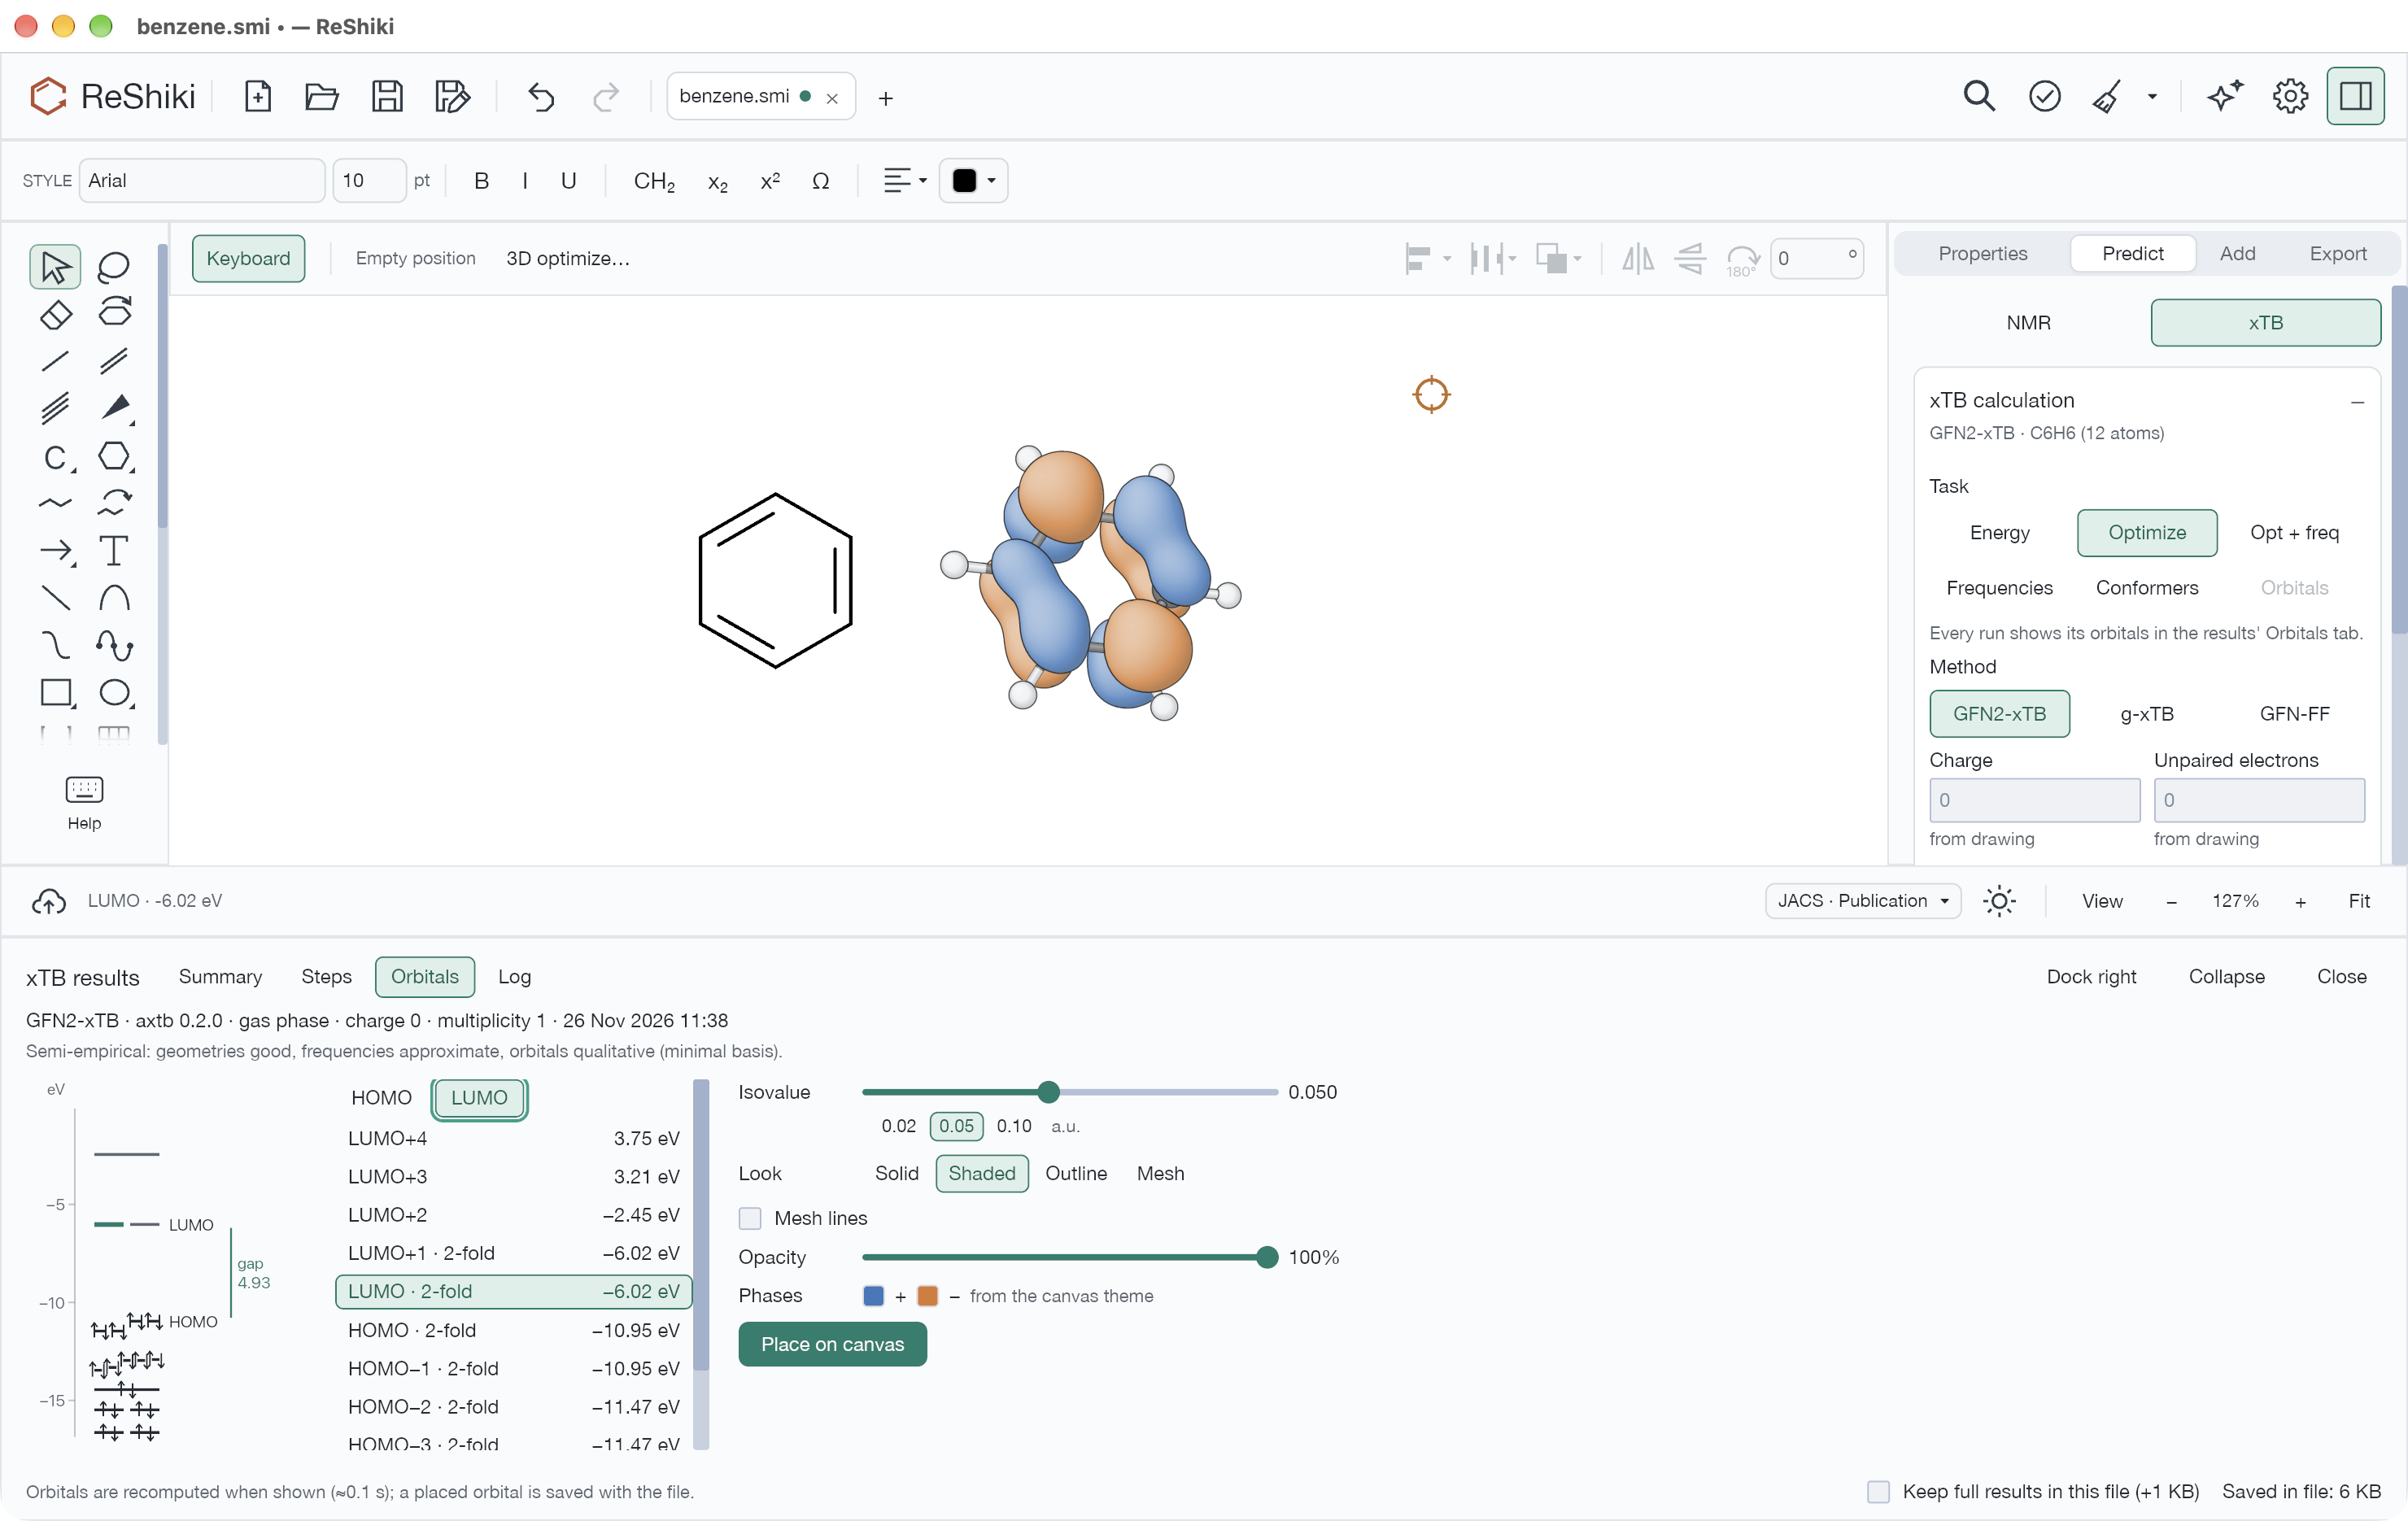 benzene.smi • — ReShiki
ReShiki
benzene.smi
STYLE Arial 10 pt B I U CH₂ x₂ x² Ω
Keyboard Empty position 3D optimize...
180° 0 °
Properties Predict Add Export
NMR xTB
xTB calculation
GFN2-xTB · C6H6 (12 atoms)
Task
Energy Optimize Opt + freq
Frequencies Conformers Orbitals
Every run shows its orbitals in the results' Orbitals tab.
Method
GFN2-xTB g-xTB GFN-FF
Charge Unpaired electrons
0 0
from drawing from drawing
C
T
Help
LUMO · -6.02 eV
JACS · Publication View − 127% + Fit
xTB results Summary Steps Orbitals Log Dock right Collapse Close
GFN2-xTB · axtb 0.2.0 · gas phase · charge 0 · multiplicity 1 · 26 Nov 2026 11:38
Semi-empirical: geometries good, frequencies approximate, orbitals qualitative (minimal basis).
eV
−5
−10
−15
LUMO
gap
4.93
HOMO
HOMO LUMO
LUMO+4 3.75 eV
LUMO+3 3.21 eV
LUMO+2 −2.45 eV
LUMO+1 · 2-fold −6.02 eV
LUMO · 2-fold −6.02 eV
HOMO · 2-fold −10.95 eV
HOMO−1 · 2-fold −10.95 eV
HOMO−2 · 2-fold −11.47 eV
HOMO−3 · 2-fold −11.47 eV
Isovalue 0.050
0.02 0.05 0.10 a.u.
Look Solid Shaded Outline Mesh
Mesh lines
Opacity 100%
Phases + − from the canvas theme
Place on canvas
Orbitals are recomputed when shown (≈0.1 s); a placed orbital is saved with the file.
Keep full results in this file (+1 KB) Saved in file: 6 KB